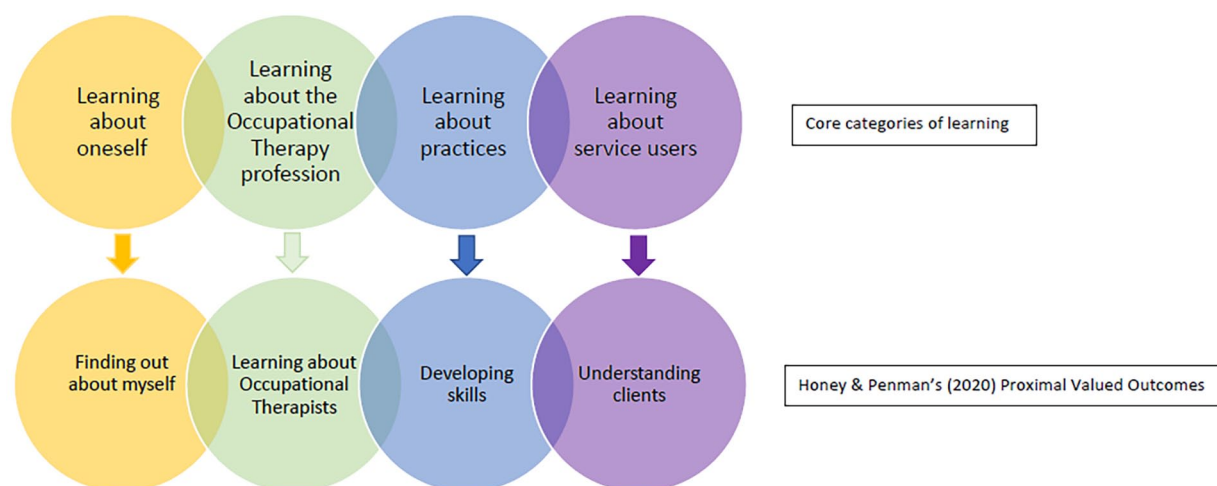 Learning
about
oneself
Learning
about the
Occupational
Therapy
profession
Learning
about
practices
Learning
about
service users
Core categories of learning
Finding out
about myself
Learning about
Occupational
Therapists
Developing
skills
Understanding
clients
Honey & Penman's (2020) Proximal Valued Outcomes